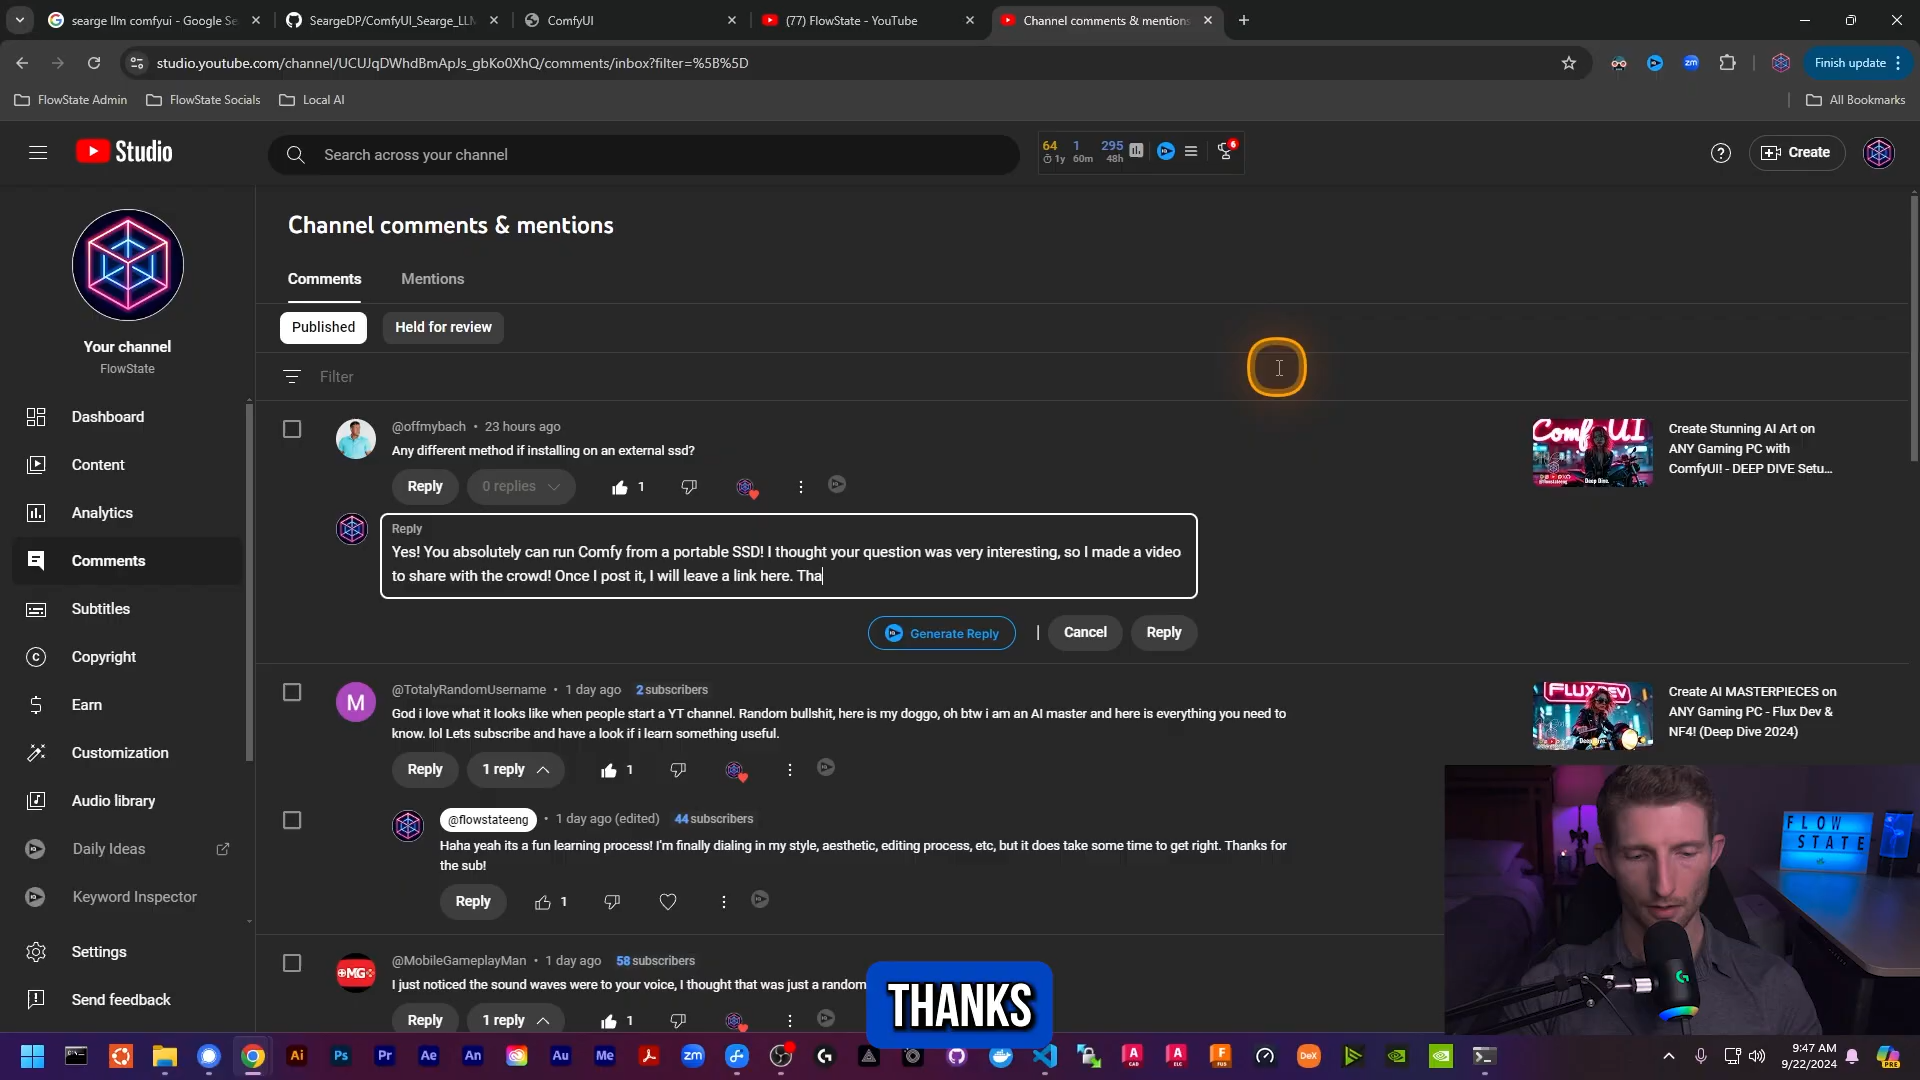 searge llm comfyui - Google Se
SeargeDP/ComfyUI_Searge_LLM
ComfyUI
(77) FlowState - YouTube
Channel comments & mentions
studio.youtube.com/channel/UCUJqDWhdBmApJs_gbKo0XhQ/comments/inbox?filter=%5B%5D
Finish update
FlowState Admin
FlowState Socials
Local AI
All Bookmarks
Studio
Search across your channel
64 1 295
1y 60m 48h
6
Create
Your channel
FlowState
Dashboard
Content
Analytics
Comments
Subtitles
Copyright
Earn
Customization
Audio library
Daily Ideas
Keyword Inspector
Settings
Send feedback
Channel comments & mentions
Comments
Mentions
Published
Held for review
Filter
@offmybach • 23 hours ago
Any different method if installing on an external ssd?
Reply
0 replies
1
Reply
Yes! You absolutely can run Comfy from a portable SSD! I thought your question was very interesting, so I made a video
to share with the crowd! Once I post it, I will leave a link here. Tha
Generate Reply
Cancel
Reply
Create Stunning AI Art on
ANY Gaming PC with
ComfyUI! - DEEP DIVE Setu...
@TotalyRandomUsername • 1 day ago 2 subscribers
God i love what it looks like when people start a YT channel. Random bullshit, here is my doggo, oh btw i am an AI master and here is everything you need to
know. lol Lets subscribe and have a look if i learn something useful.
Reply
1 reply
1
Create AI MASTERPIECES on
ANY Gaming PC - Flux Dev &
NF4! (Deep Dive 2024)
@flowstateeng • 1 day ago (edited) 44 subscribers
Haha yeah its a fun learning process! I'm finally dialing in my style, aesthetic, editing process, etc, but it does take some time to get right. Thanks for
the sub!
Reply
1
@MobileGameplayMan • 1 day ago 58 subscribers
I just noticed the sound waves were to your voice, I thought that was just a random
Reply
1 reply
1
THANKS
FLOW
STATE
9:47 AM
9/22/2024